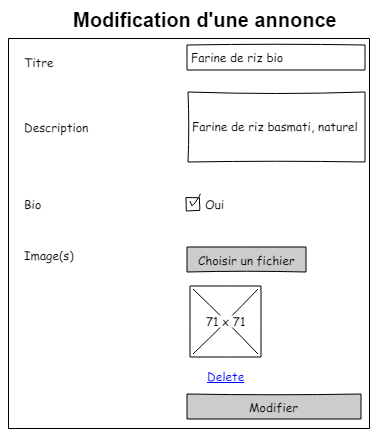 Modification d'une annonce
Titre
Farine de riz bio
Description
Farine de riz basmati, naturel
Bio
Oui
Image(s)
Choisir un fichier
71 x 71
Delete
Modifier